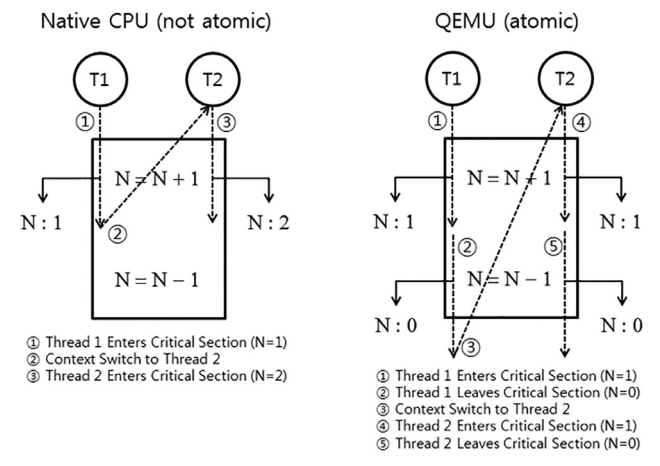 Native CPU (not atomic)
T1
T2
①
③
N = N + 1
N : 1
②
N : 2
N = N − 1
① Thread 1 Enters Critical Section (N=1)
② Context Switch to Thread 2
③ Thread 2 Enters Critical Section (N=2)
QEMU (atomic)
T1
T2
①
④
N = N + 1
N : 1
N : 1
②
⑤
N = N − 1
N : 0
N : 0
③
① Thread 1 Enters Critical Section (N=1)
② Thread 1 Leaves Critical Section (N=0)
③ Context Switch to Thread 2
④ Thread 2 Enters Critical Section (N=1)
⑤ Thread 2 Leaves Critical Section (N=0)